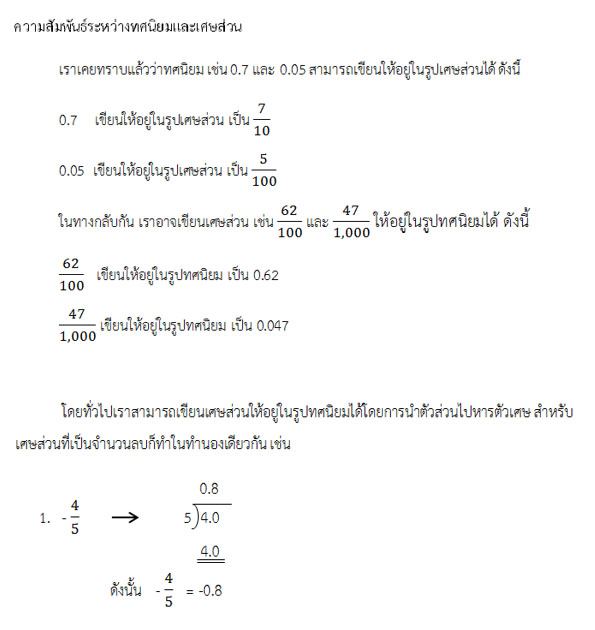 ความสัมพันธ์ระหว่างทศนิยมและเศษส่วน
เราเคยทราบแล้วว่าทศนิยม เช่น 0.7 และ 0.05 สามารถเขียนให้อยู่ในรูปเศษส่วนได้ ดังนี้
0.7 เขียนให้อยู่ในรูปเศษส่วน เป็น 7/10
0.05 เขียนให้อยู่ในรูปเศษส่วน เป็น 5/100
ในทางกลับกัน เราอาจเขียนเศษส่วน เช่น 62/100 และ 47/1,000 ให้อยู่ในรูปทศนิยมได้ ดังนี้
62/100 เขียนให้อยู่ในรูปทศนิยม เป็น 0.62
47/1,000 เขียนให้อยู่ในรูปทศนิยม เป็น 0.047
โดยทั่วไปเราสามารถเขียนเศษส่วนให้อยู่ในรูปทศนิยมได้โดยการนำตัวส่วนไปหารตัวเศษ สำหรับ
เศษส่วนที่เป็นจำนวนลบก็ทำในทำนองเดียวกัน เช่น
0.8
1. -4/5 → 5)4.0
4.0
ดังนั้น -4/5 = -0.8